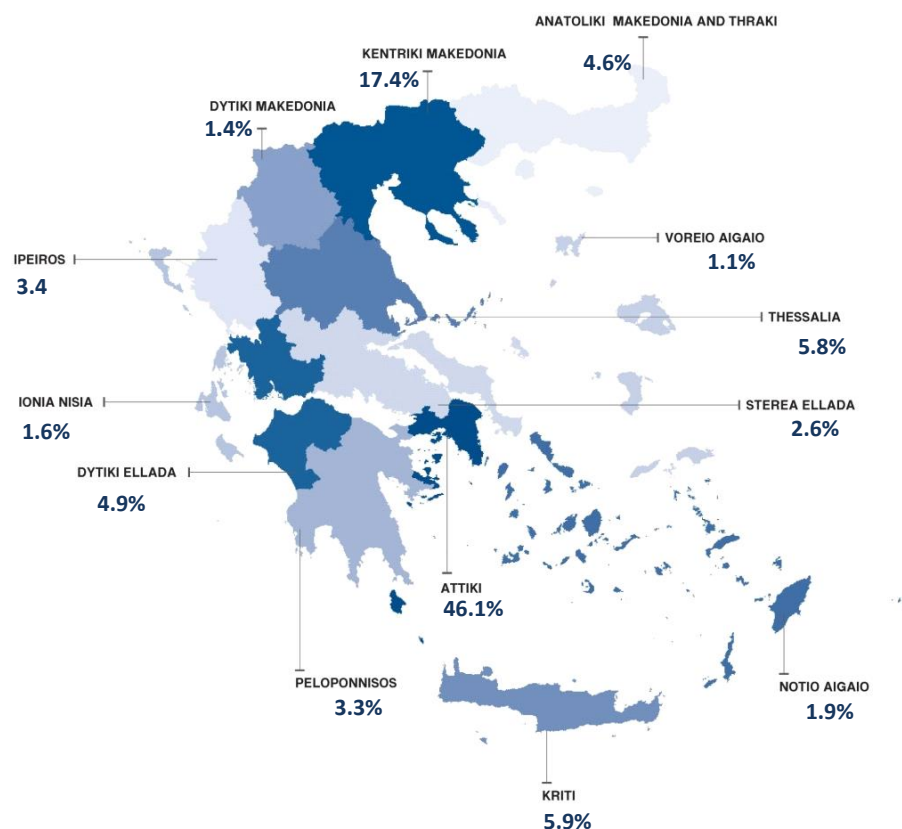 ANATOLIKI MAKEDONIA AND THRAKI
4.6%
KENTRIKI MAKEDONIA
17.4%
DYTIKI MAKEDONIA
1.4%
VOREIO AIGAIO
1.1%
IPEIROS
3.4
THESSALIA
5.8%
IONIA NISIA
1.6%
STEREA ELLADA
2.6%
DYTIKI ELLADA
4.9%
ATTIKI
46.1%
PELOPONNISOS
3.3%
NOTIO AIGAIO
1.9%
KRITI
5.9%